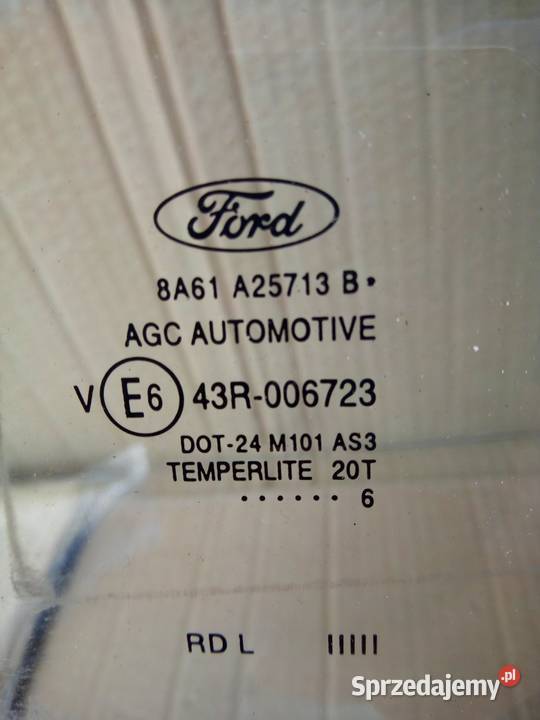 Ford
8A61 A25713 B•
AGC AUTOMOTIVE
V E6 43R-006723
DOT-24 M101 AS3
TEMPERLITE 20T
...... 6
RD L IIIII
Sprzedajemy.pl